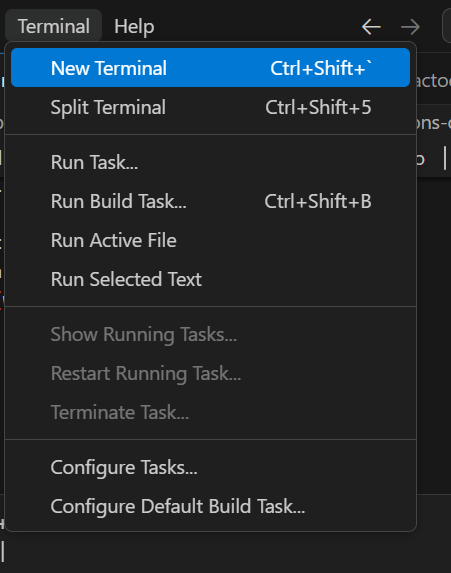 Terminal Help
New Terminal Ctrl+Shift+`
Split Terminal Ctrl+Shift+5
Run Task...
Run Build Task... Ctrl+Shift+B
Run Active File
Run Selected Text
Show Running Tasks...
Restart Running Task...
Terminate Task...
Configure Tasks...
Configure Default Build Task...